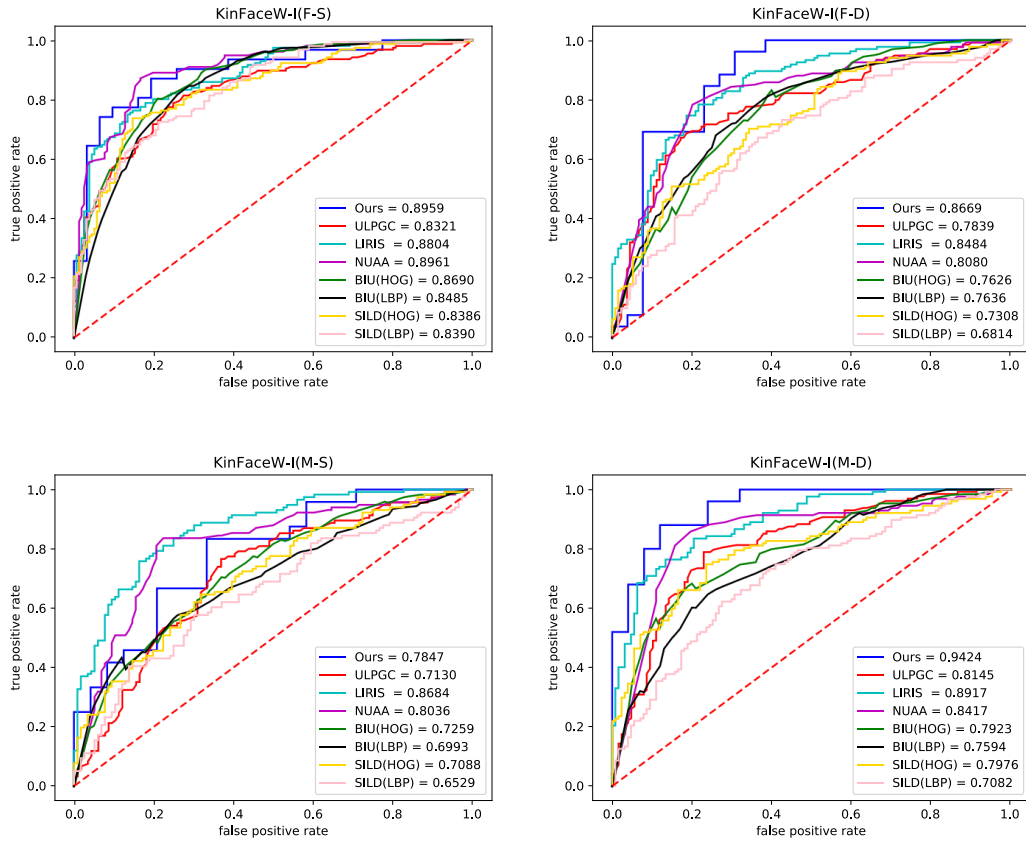 KinFaceW-I(F-S)
1.0
0.8
0.6
0.4
0.2
0.0
true positive rate
Ours = 0.8959
ULPGC = 0.8321
LIRIS = 0.8804
NUAA = 0.8961
BIU(HOG) = 0.8690
BIU(LBP) = 0.8485
SILD(HOG) = 0.8386
SILD(LBP) = 0.8390
0.0 0.2 0.4 0.6 0.8 1.0
false positive rate
KinFaceW-I(F-D)
1.0
0.8
0.6
0.4
0.2
0.0
true positive rate
Ours = 0.8669
ULPGC = 0.7839
LIRIS = 0.8484
NUAA = 0.8080
BIU(HOG) = 0.7626
BIU(LBP) = 0.7636
SILD(HOG) = 0.7308
SILD(LBP) = 0.6814
0.0 0.2 0.4 0.6 0.8 1.0
false positive rate
KinFaceW-I(M-S)
1.0
0.8
0.6
0.4
0.2
0.0
true positive rate
Ours = 0.7847
ULPGC = 0.7130
LIRIS = 0.8684
NUAA = 0.8036
BIU(HOG) = 0.7259
BIU(LBP) = 0.6993
SILD(HOG) = 0.7088
SILD(LBP) = 0.6529
0.0 0.2 0.4 0.6 0.8 1.0
false positive rate
KinFaceW-I(M-D)
1.0
0.8
0.6
0.4
0.2
0.0
true positive rate
Ours = 0.9424
ULPGC = 0.8145
LIRIS = 0.8917
NUAA = 0.8417
BIU(HOG) = 0.7923
BIU(LBP) = 0.7594
SILD(HOG) = 0.7976
SILD(LBP) = 0.7082
0.0 0.2 0.4 0.6 0.8 1.0
false positive rate